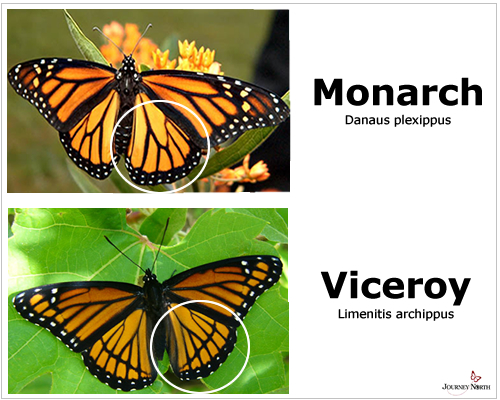 Monarch
Danaus plexippus
Viceroy
Limenitis archippus
JOURNEY NORTH